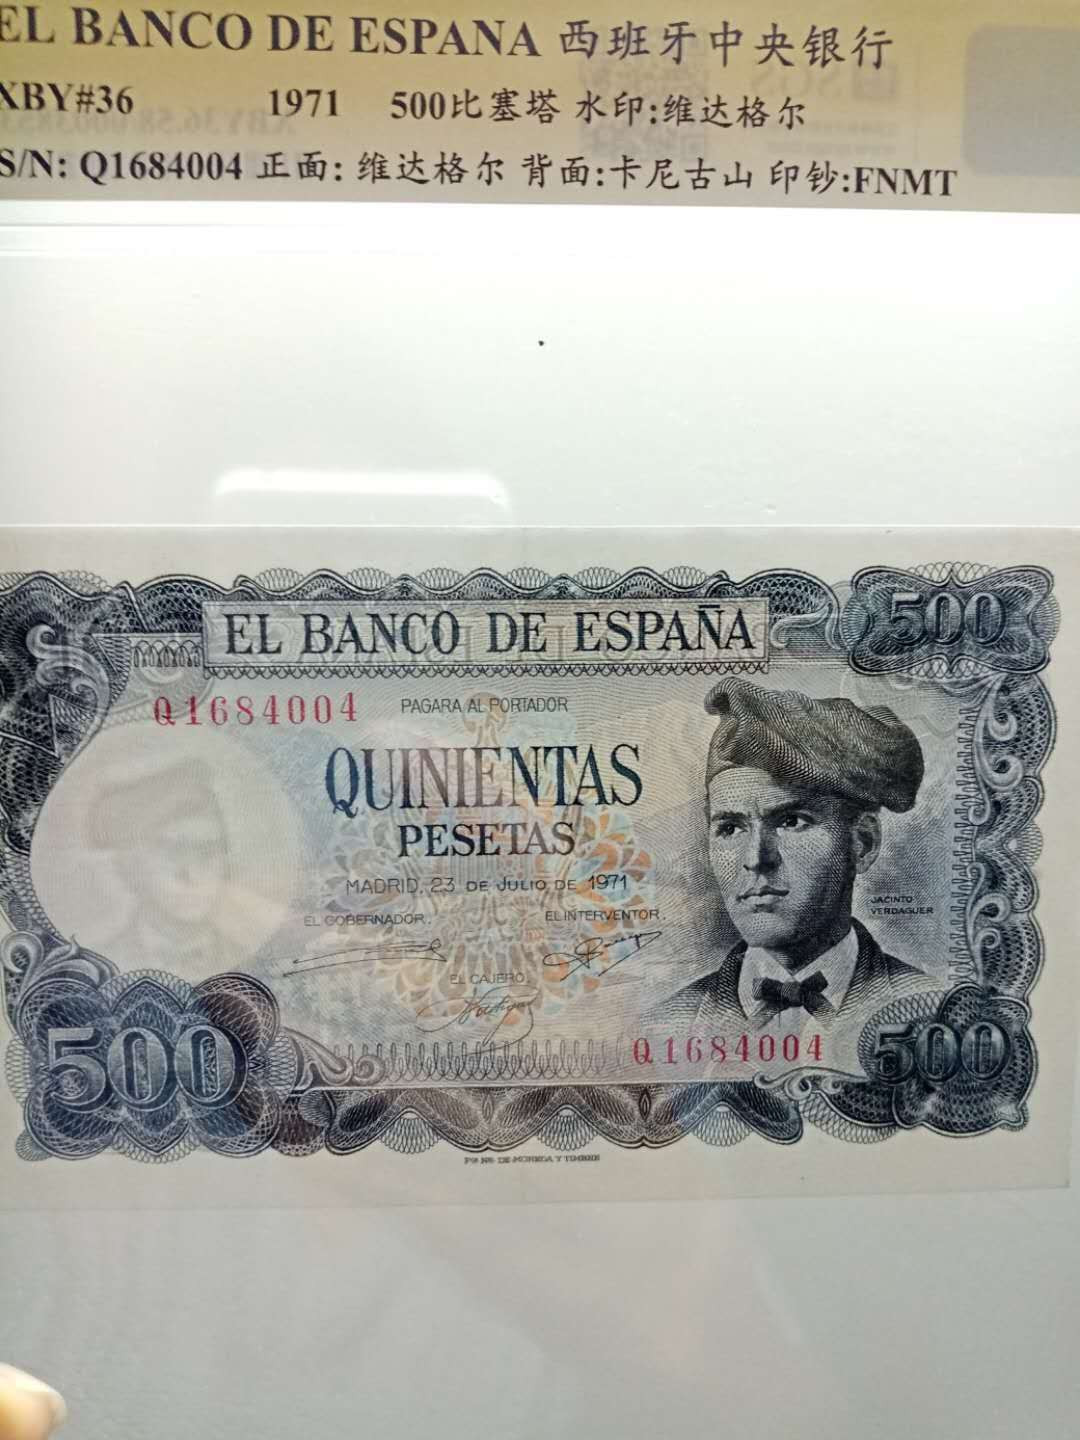 EL BANCO DE ESPANA 西班牙中央银行
XBY#36 1971 500比塞塔 水印:维达格尔
S/N: Q1684004 正面: 维达格尔 背面:卡尼古山 印钞:FNMT
EL BANCO DE ESPAÑA
500
Q1684004
PAGARA AL PORTADOR
QUINIENTAS
PESETAS
MADRID, 23 DE JULIO DE 1971
JACINTO
VERDAGUER
EL GOBERNADOR.
EL INTERVENTOR.
EL CAJERO.
500
Q1684004
500